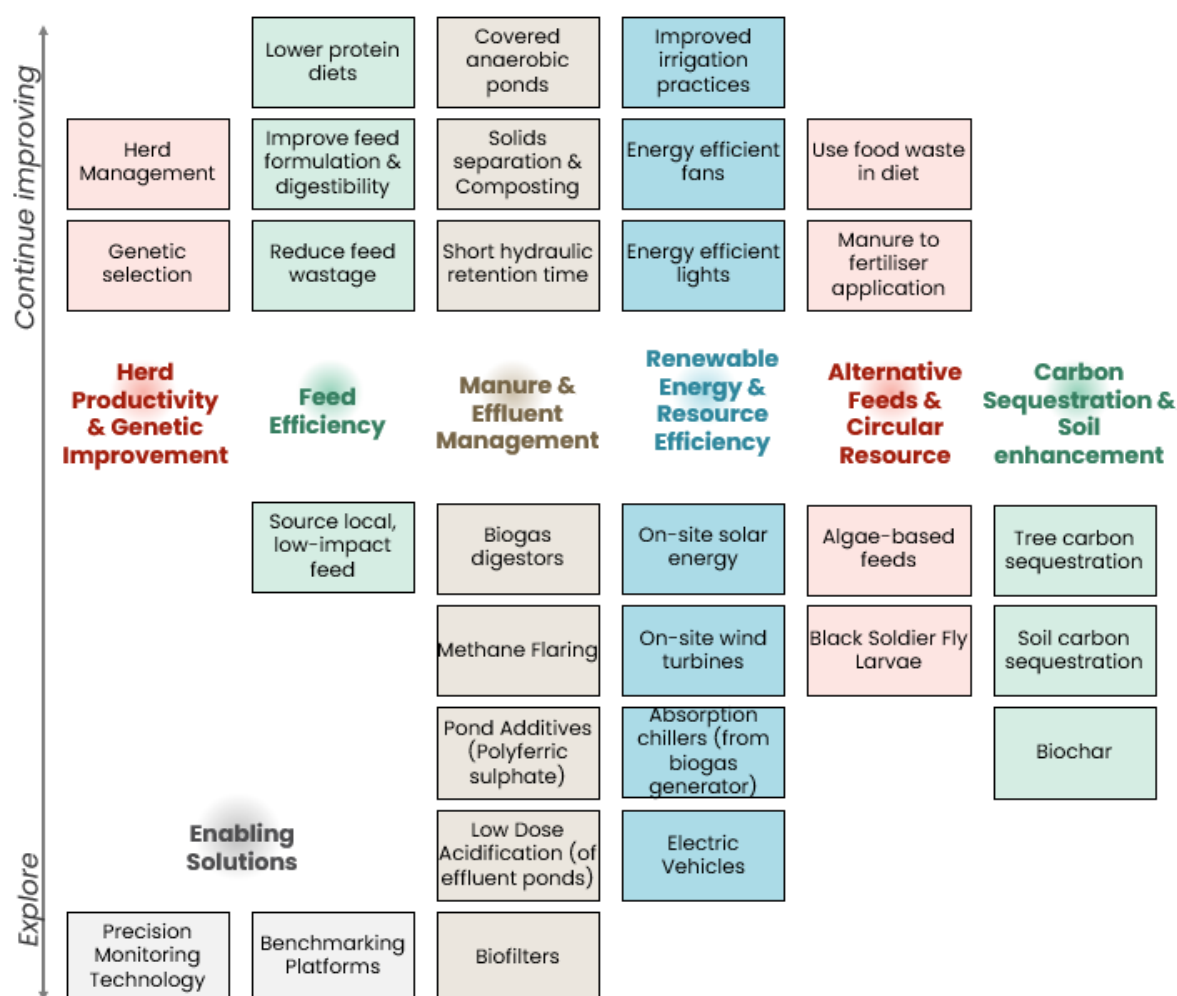 Continue improving
Lower protein
diets
Covered
anaerobic
ponds
Improved
irrigation
practices
Herd
Management
Improve feed
formulation &
digestibility
Solids
separation &
Composting
Energy efficient
fans
Use food waste
in diet
Genetic
selection
Reduce feed
wastage
Short hydraulic
retention time
Energy efficient
lights
Manure to
fertiliser
application
Herd
Productivity
& Genetic
Improvement
Feed
Efficiency
Manure &
Effluent
Management
Renewable
Energy &
Resource
Efficiency
Alternative
Feeds &
Circular
Resource
Carbon
Sequestration &
Soil
enhancement
Source local,
low-impact
feed
Biogas
digestors
On-site solar
energy
Algae-based
feeds
Tree carbon
sequestration
Methane Flaring
On-site wind
turbines
Black Soldier Fly
Larvae
Soil carbon
sequestration
Pond Additives
(Polyferric
sulphate)
Absorption
chillers (from
biogas
generator)
Biochar
Enabling
Solutions
Low Dose
Acidification (of
effluent ponds)
Electric
Vehicles
Explore
Precision
Monitoring
Technology
Benchmarking
Platforms
Biofilters